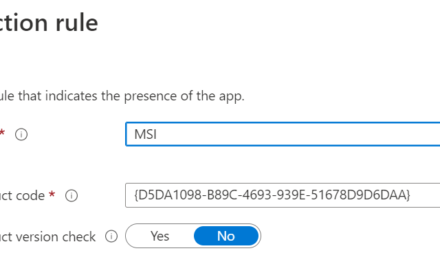 ction rule
ule that indicates the presence of the app.
* MSI
uct code * {D5DA1098-B89C-4693-939E-51678D9D6DAA}
uct version check Yes No